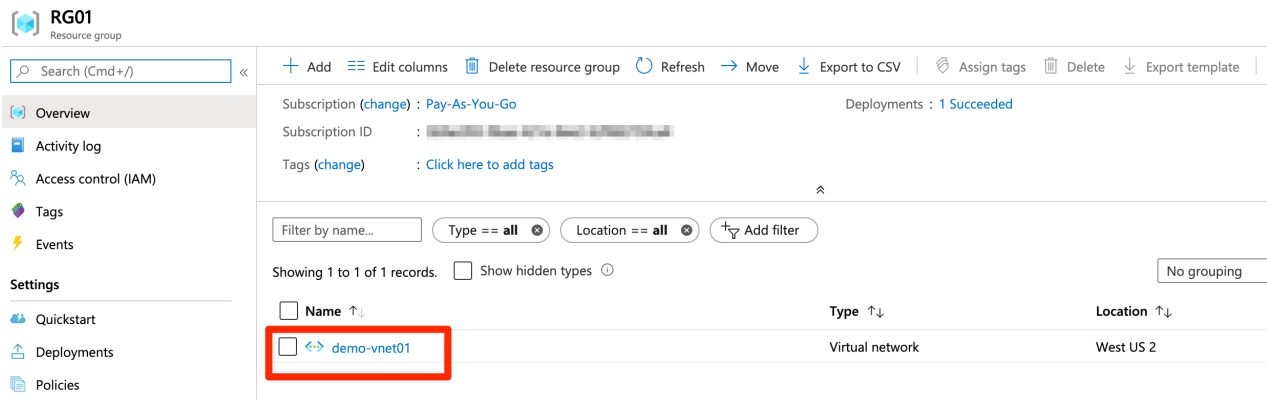 RG01
Resource group
Search (Cmd+/)
«
Overview
Activity log
Access control (IAM)
Tags
Events
Settings
Quickstart
Deployments
Policies
Add Edit columns Delete resource group Refresh Move Export to CSV Assign tags Delete Export template
Subscription (change) : Pay-As-You-Go Deployments : 1 Succeeded
Subscription ID :
Tags (change) : Click here to add tags
Filter by name... Type == all Location == all Add filter
Showing 1 to 1 of 1 records. Show hidden types No grouping
Name ↑↓ Type ↑↓ Location ↑↓
demo-vnet01 Virtual network West US 2